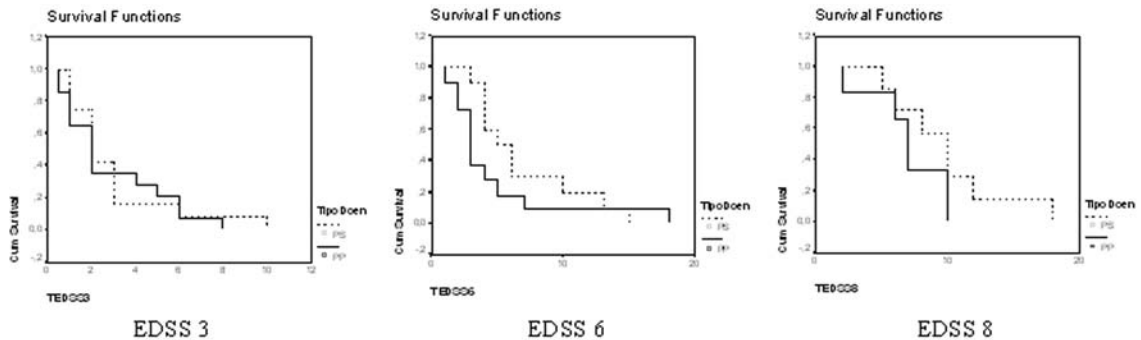 Survival Functions
1,2
1,0
,8
,6
,4
,2
0,0
-,2
Cum Survival
0
2
4
6
8
10
12
TEDSS3
TipoDoen
PS
PP
EDSS 3
Survival Functions
1,2
1,0
,8
,6
,4
,2
0,0
-,2
Cum Survival
0
10
20
TEDSS6
TipoDoen
PS
PP
EDSS 6
Survival Functions
1,2
1,0
,8
,6
,4
,2
0,0
-,2
Cum Survival
0
10
20
TEDSS8
TipoDoen
PS
PP
EDSS 8